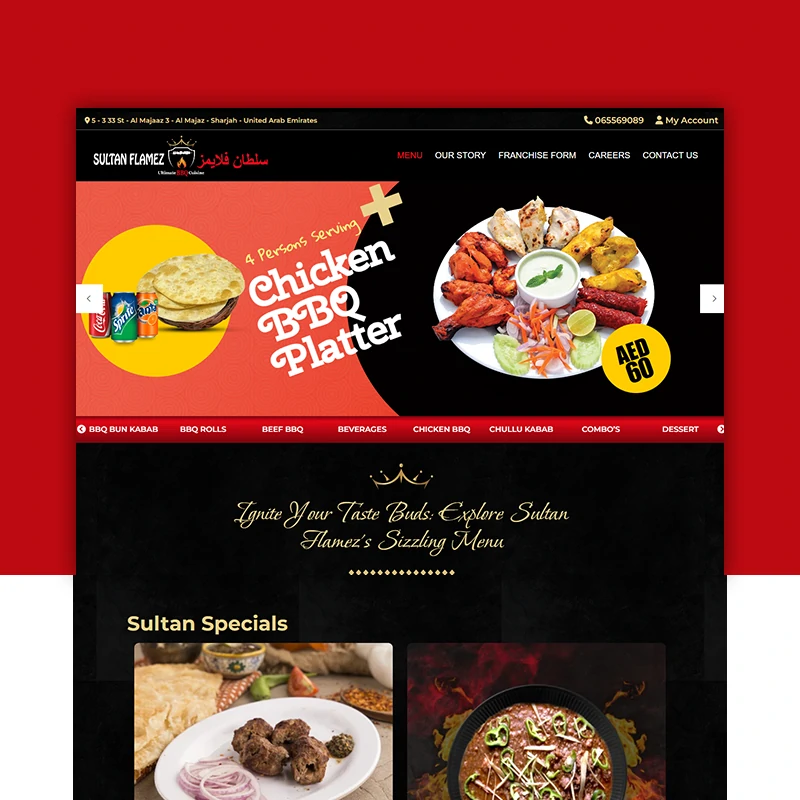 5 - 3 33 St - Al Majaaz 3 - Al Majaz - Sharjah - United Arab Emirates
065569089
My Account
SULTAN FLAMEZ
سلطان فلايمز
Ultimate BBQ Cuisine
MENU
OUR STORY
FRANCHISE FORM
CAREERS
CONTACT US
4 Persons Serving
Chicken
BBQ
Platter
Coca-Cola
Sprite
AED
60
BBQ BUN KABAB
BBQ ROLLS
BEEF BBQ
BEVERAGES
CHICKEN BBQ
CHULLU KABAB
COMBO'S
DESSERT
Ignite Your Taste Buds: Explore Sultan
Flamez's Sizzling Menu
Sultan Specials